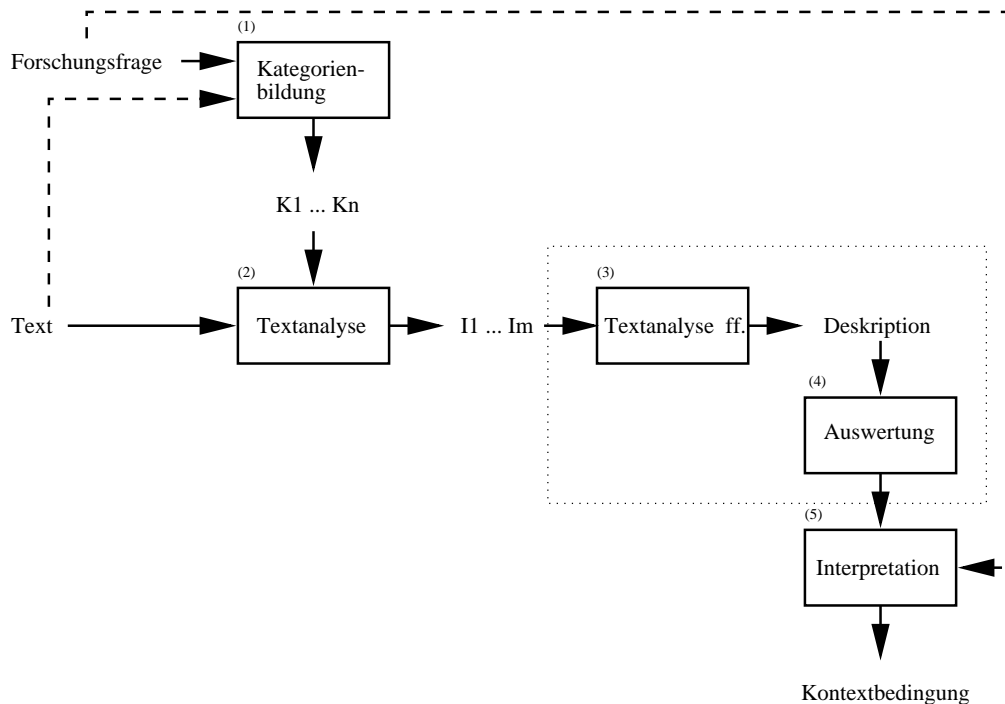 (1)
Forschungsfrage
Kategorien-
bildung
K1 ... Kn
(2)
(3)
Text
Textanalyse
I1 ... Im
Textanalyse ff.
Deskription
(4)
Auswertung
(5)
Interpretation
Kontextbedingung